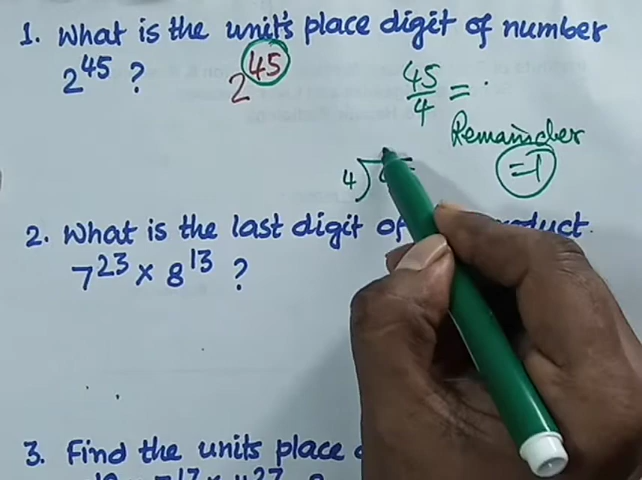 1. What is the unit's place digit of number
2^45 ? 2^45 45/4 =
Remainder
= 1
4
2. What is the last digit of product.
7^23 x 8^13 ?
3. Find the units place